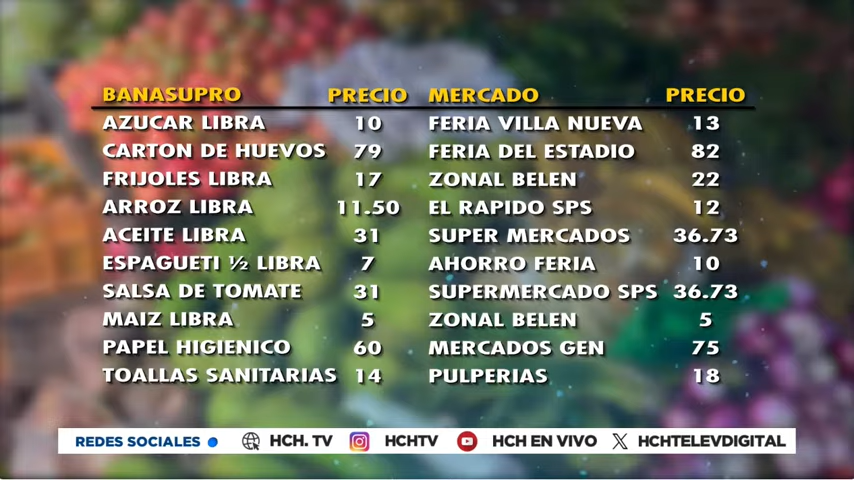 BANASUPRO PRECIO MERCADO PRECIO
AZUCAR LIBRA 10 FERIA VILLA NUEVA 13
CARTON DE HUEVOS 79 FERIA DEL ESTADIO 82
FRIJOLES LIBRA 17 ZONAL BELEN 22
ARROZ LIBRA 11.50 EL RAPIDO SPS 12
ACEITE LIBRA 31 SUPER MERCADOS 36.73
ESPAGUETI ½ LIBRA 7 AHORRO FERIA 10
SALSA DE TOMATE 31 SUPERMERCADO SPS 36.73
MAIZ LIBRA 5 ZONAL BELEN 5
PAPEL HIGIENICO 60 MERCADOS GEN 75
TOALLAS SANITARIAS 14 PULPERIAS 18
REDES SOCIALES HCH. TV HCHTV HCH EN VIVO HCHTELEVDIGITAL